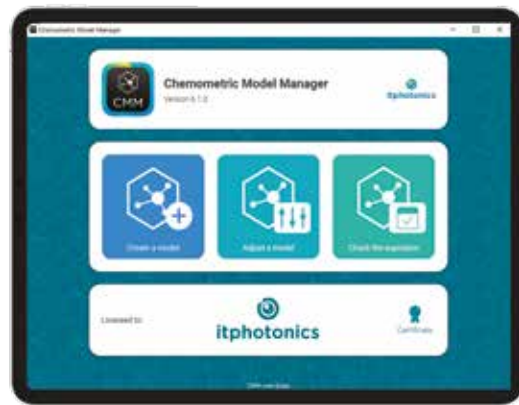 Chemometric Model Manager
Chemometric Model Manager
Version 6.1.0
itphotonics
CMM
Create a model
Adjust a model
Check the expiration
Licensed to:
itphotonics
Certificate